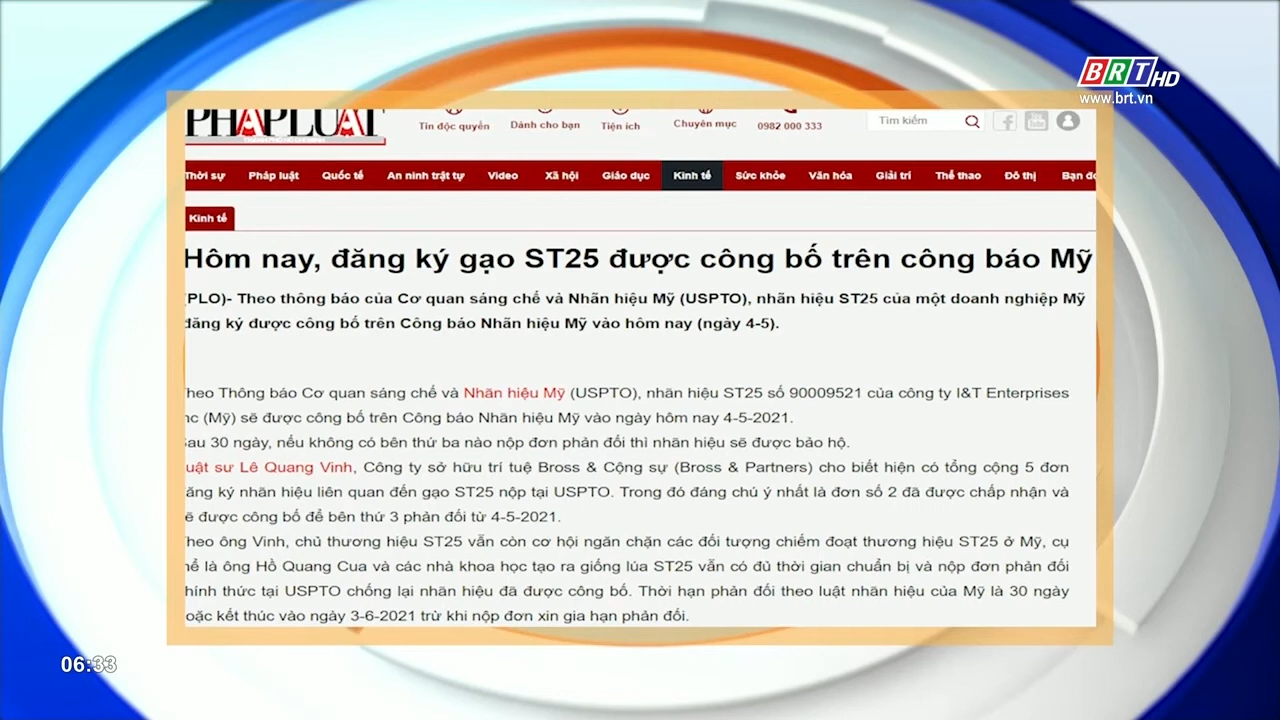 BRT HD
www.brt.vn
PHÁP LUẬT
Tin độc quyền Dành cho bạn Tiện ích Chuyên mục 0982 000 333 Tìm kiếm
Thời sự Pháp luật Quốc tế An ninh trật tự Video Xã hội Giáo dục Kinh tế Sức khỏe Văn hóa Giải trí Thể thao Đô thị Bạn đọ
Kinh tế
Hôm nay, đăng ký gạo ST25 được công bố trên công báo Mỹ
(PLO)- Theo thông báo của Cơ quan sáng chế và Nhãn hiệu Mỹ (USPTO), nhãn hiệu ST25 của một doanh nghiệp Mỹ
đăng ký được công bố trên Công báo Nhãn hiệu Mỹ vào hôm nay (ngày 4-5).
Theo Thông báo Cơ quan sáng chế và Nhãn hiệu Mỹ (USPTO), nhãn hiệu ST25 số 90009521 của công ty I&T Enterprises
nc (Mỹ) sẽ được công bố trên Công báo Nhãn hiệu Mỹ vào ngày hôm nay 4-5-2021.
Sau 30 ngày, nếu không có bên thứ ba nào nộp đơn phản đối thì nhãn hiệu sẽ được bảo hộ.
uật sư Lê Quang Vinh, Công ty sở hữu trí tuệ Bross & Cộng sự (Bross & Partners) cho biết hiện có tổng cộng 5 đơn
đăng ký nhãn hiệu liên quan đến gạo ST25 nộp tại USPTO. Trong đó đáng chú ý nhất là đơn số 2 đã được chấp nhận và
ẽ được công bố để bên thứ 3 phản đối từ 4-5-2021.
Theo ông Vinh, chủ thương hiệu ST25 vẫn còn cơ hội ngăn chặn các đối tượng chiếm đoạt thương hiệu ST25 ở Mỹ, cụ
hể là ông Hồ Quang Cua và các nhà khoa học tạo ra giống lúa ST25 vẫn có đủ thời gian chuẩn bị và nộp đơn phản đối
hính thức tại USPTO chống lại nhãn hiệu đã được công bố. Thời hạn phản đối theo luật nhãn hiệu của Mỹ là 30 ngày
oặc kết thúc vào ngày 3-6-2021 trừ khi nộp đơn xin gia hạn phản đối.
06:33